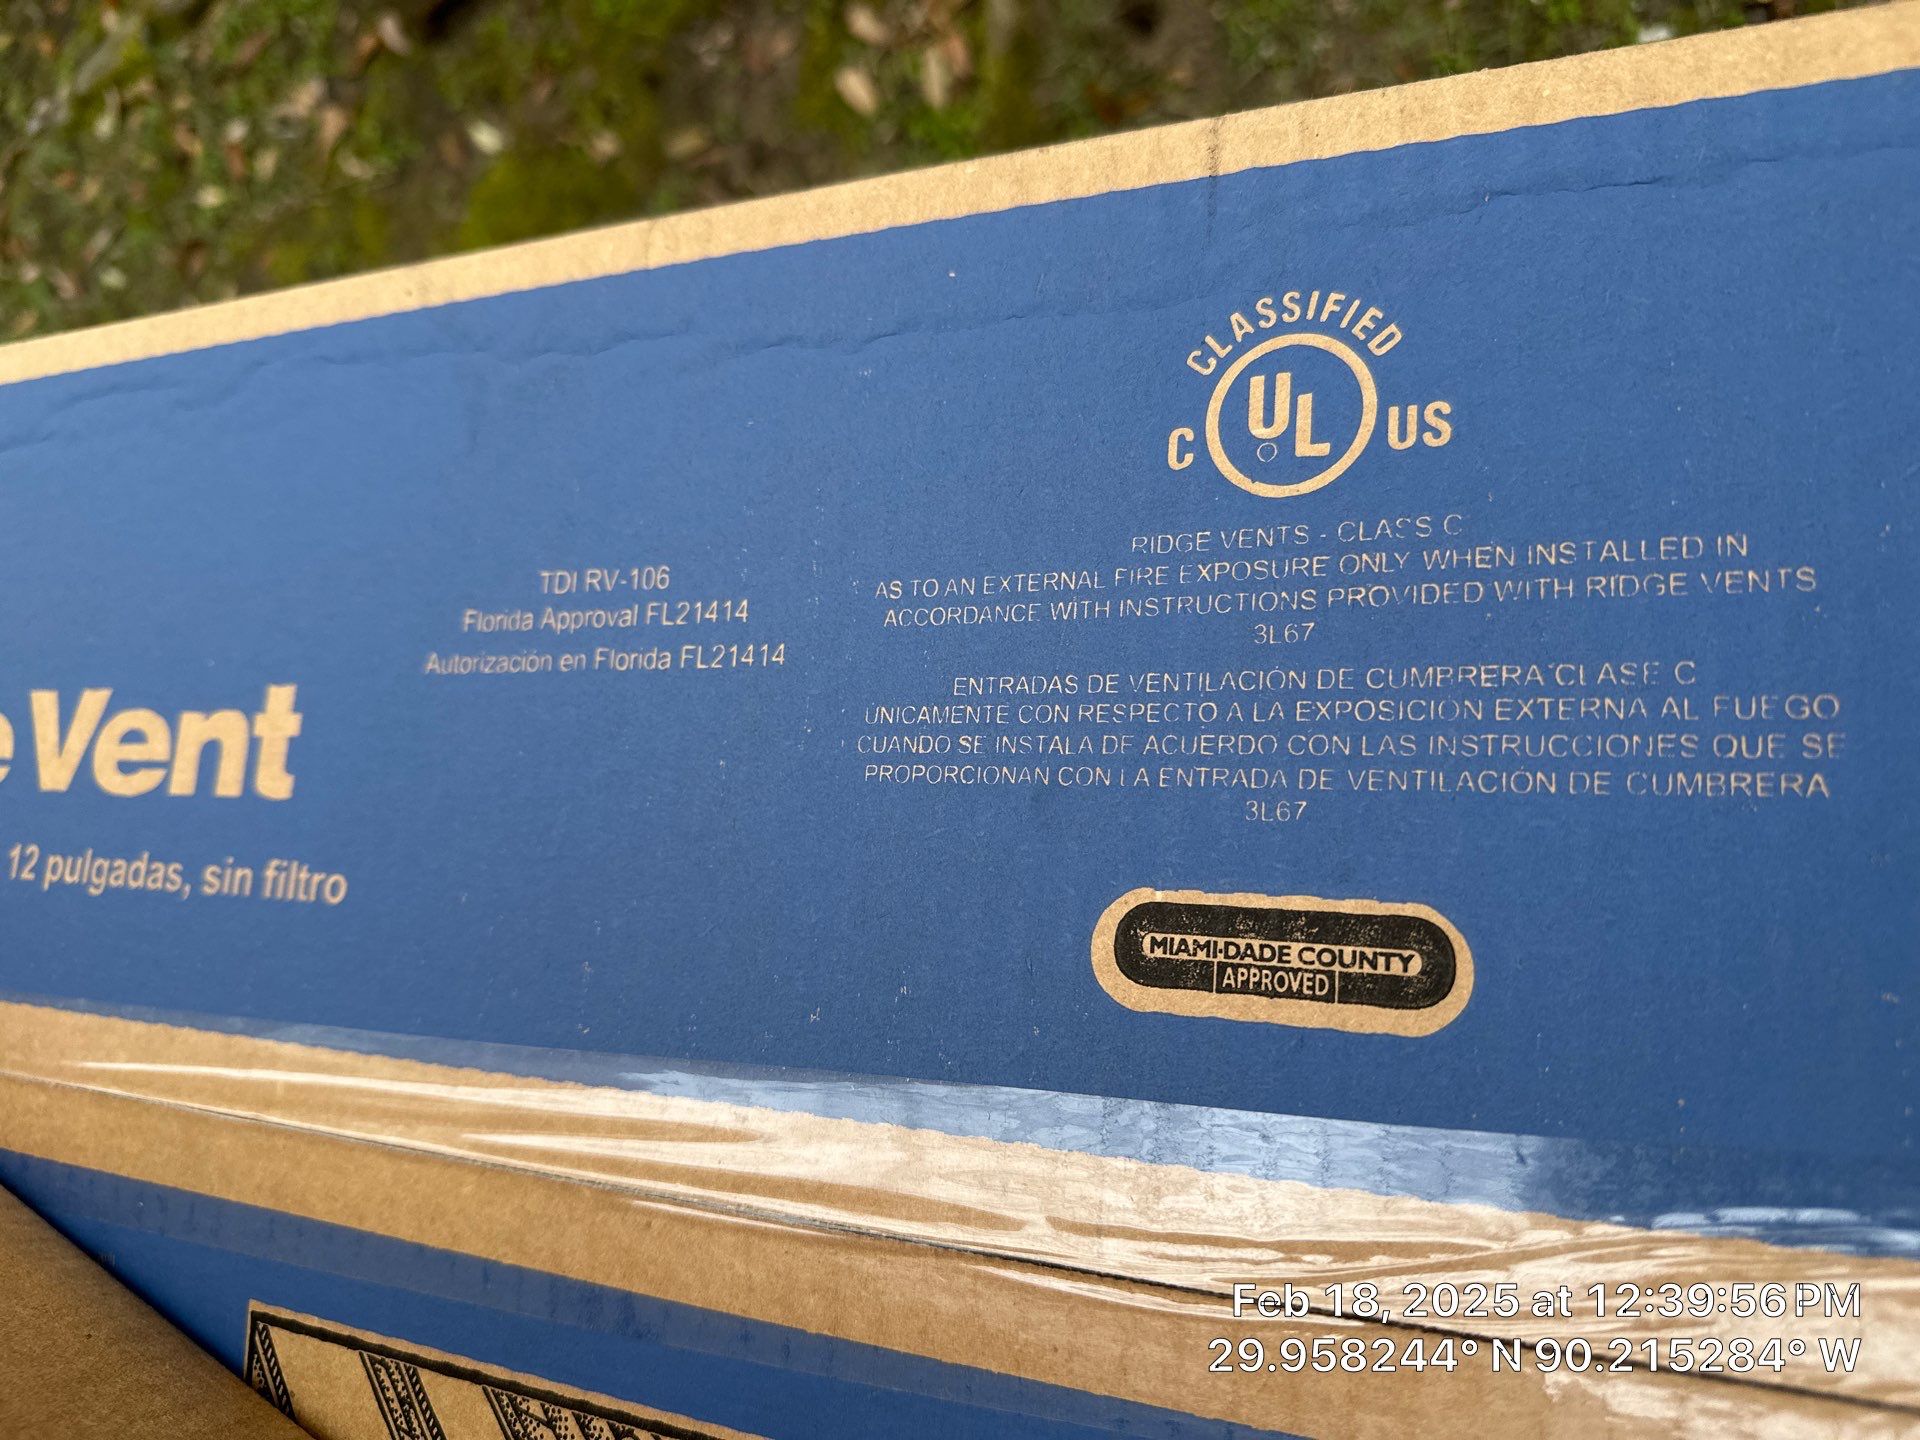 CLASSIFIED
C UL US
RIDGE VENTS - CLASS C
AS TO AN EXTERNAL FIRE EXPOSURE ONLY WHEN INSTALLED IN
ACCORDANCE WITH INSTRUCTIONS PROVIDED WITH RIDGE VENTS
3L67
ENTRADAS DE VENTILACIÓN DE CUMBRERA CLASE C
ÚNICAMENTE CON RESPECTO A LA EXPOSICIÓN EXTERNA AL FUEGO
CUANDO SE INSTALA DE ACUERDO CON LAS INSTRUCCIONES QUE SE
PROPORCIONAN CON LA ENTRADA DE VENTILACIÓN DE CUMBRERA
3L67
TDI RV-106
Florida Approval FL21414
Autorización en Florida FL21414
e Vent
12 pulgadas, sin filtro
MIAMI-DADE COUNTY
APPROVED
Feb 18, 2025 at 12:39:56 PM
29.958244° N 90.215284° W